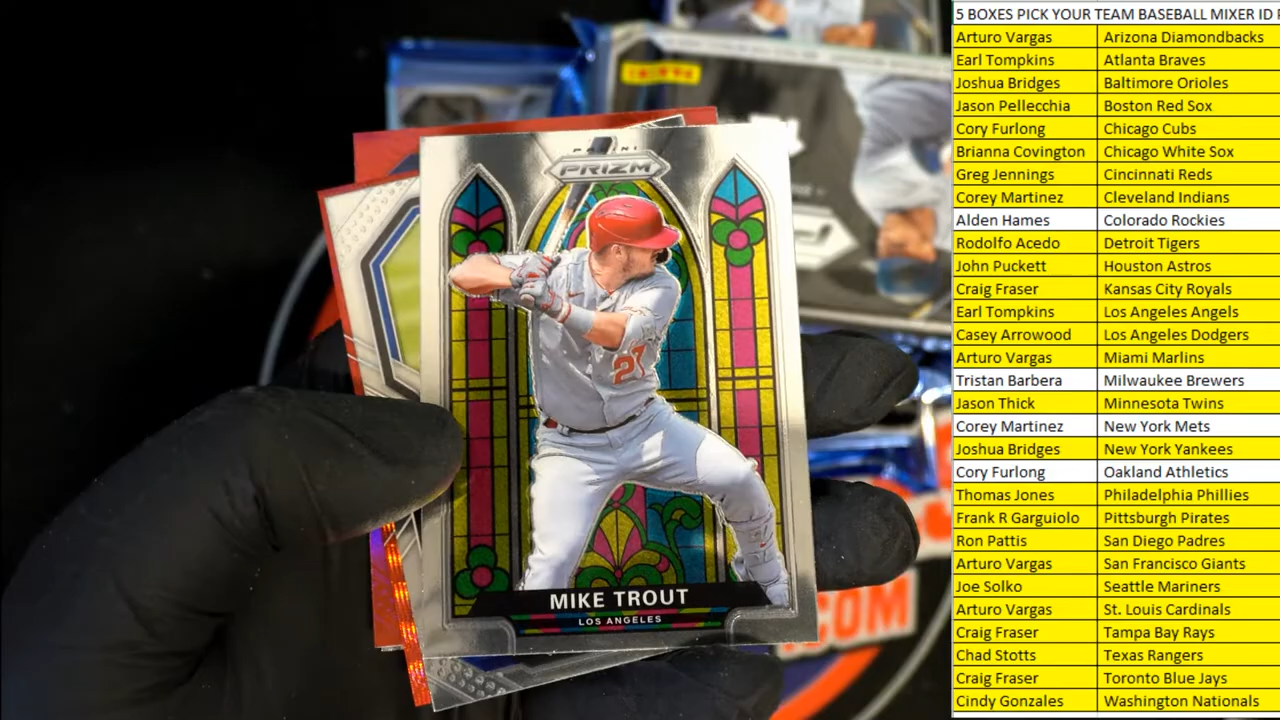 PANINI
PRIZM
27
MIKE TROUT
LOS ANGELES
COM
5 BOXES PICK YOUR TEAM BASEBALL MIXER ID
Arturo Vargas Arizona Diamondbacks
Earl Tompkins Atlanta Braves
Joshua Bridges Baltimore Orioles
Jason Pellecchia Boston Red Sox
Cory Furlong Chicago Cubs
Brianna Covington Chicago White Sox
Greg Jennings Cincinnati Reds
Corey Martinez Cleveland Indians
Alden Hames Colorado Rockies
Rodolfo Acedo Detroit Tigers
John Puckett Houston Astros
Craig Fraser Kansas City Royals
Earl Tompkins Los Angeles Angels
Casey Arrowood Los Angeles Dodgers
Arturo Vargas Miami Marlins
Tristan Barbera Milwaukee Brewers
Jason Thick Minnesota Twins
Corey Martinez New York Mets
Joshua Bridges New York Yankees
Cory Furlong Oakland Athletics
Thomas Jones Philadelphia Phillies
Frank R Garguiolo Pittsburgh Pirates
Ron Pattis San Diego Padres
Arturo Vargas San Francisco Giants
Joe Solko Seattle Mariners
Arturo Vargas St. Louis Cardinals
Craig Fraser Tampa Bay Rays
Chad Stotts Texas Rangers
Craig Fraser Toronto Blue Jays
Cindy Gonzales Washington Nationals